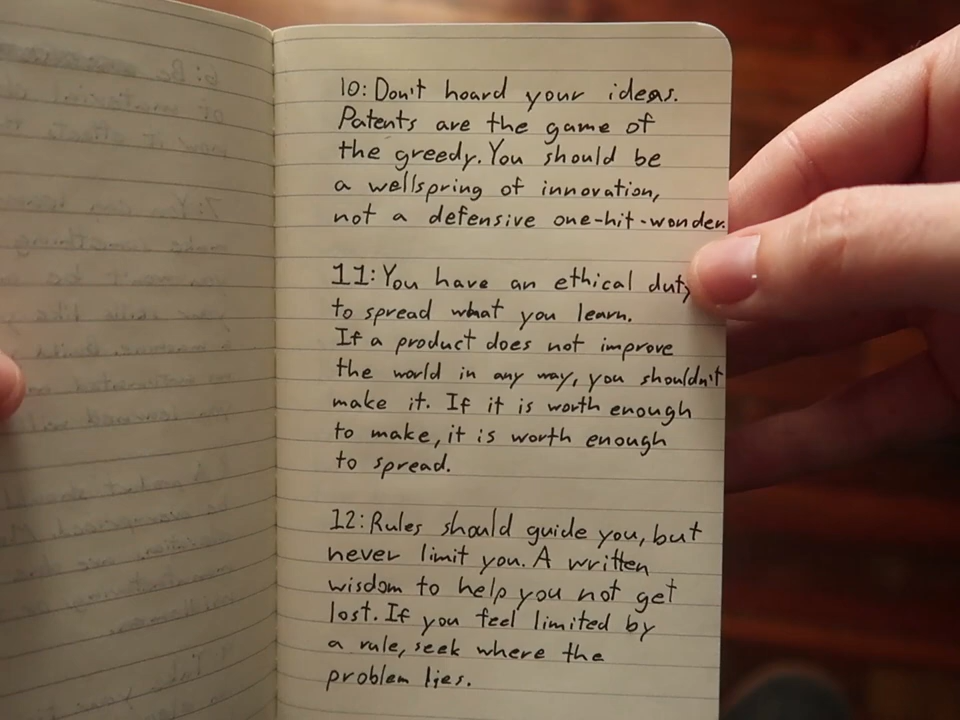 10: Don't hoard your ideas.
Patents are the game of
the greedy. You should be
a wellspring of innovation,
not a defensive one-hit-wonder.
11: You have an ethical duty
to spread what you learn.
If a product does not improve
the world in any way, you shouldn't
make it. If it is worth enough
to make, it is worth enough
to spread.
12: Rules should guide you, but
never limit you. A written
wisdom to help you not get
lost. If you feel limited by
a rule, seek where the
problem lies.